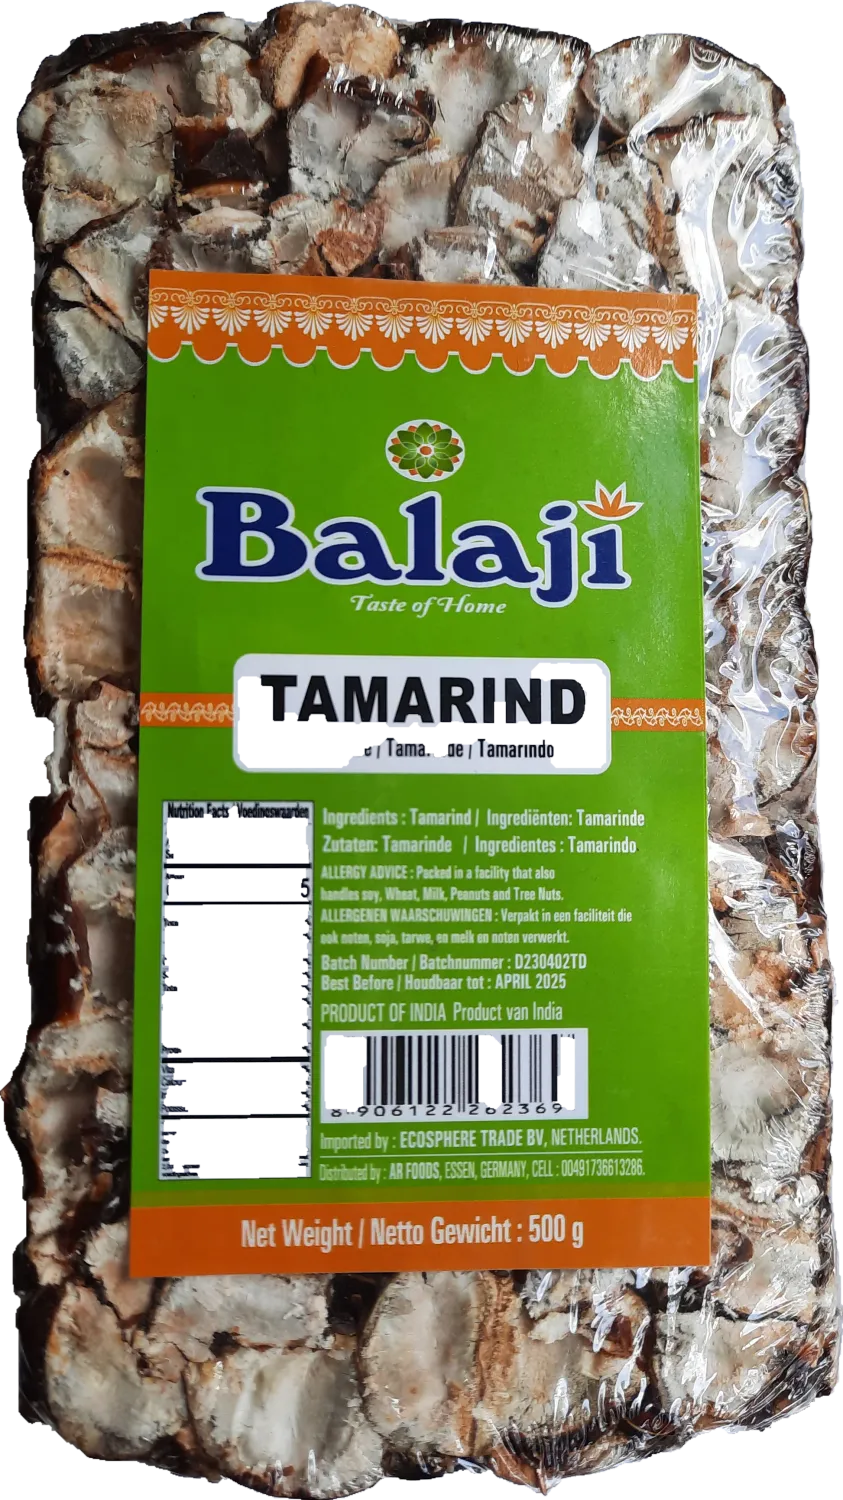 Balaji
Taste of Home
TAMARIND
/ Tamarindo
Nutrition Facts Voedingswaarden
5
Ingredients : Tamarind / Ingrediënten: Tamarinde
Zutaten: Tamarinde / Ingredientes : Tamarindo
ALLERGY ADVICE : Packed in a facility that also
handles soy, Wheat, Milk, Peanuts and Tree Nuts.
ALLERGENEN WAARSCHUWINGEN : Verpakt in een faciliteit die
ook noten, soja, tarwe, en melk en noten verwerkt.
Batch Number / Batchnummer : D230402TD
Best Before / Houdbaar tot : APRIL 2025
PRODUCT OF INDIA Product van India
8 906122 262369
Imported by : ECOSPHERE TRADE BV, NETHERLANDS.
Distributed by : AR FOODS, ESSEN, GERMANY, CELL : 00491736613286.
Net Weight / Netto Gewicht : 500 g